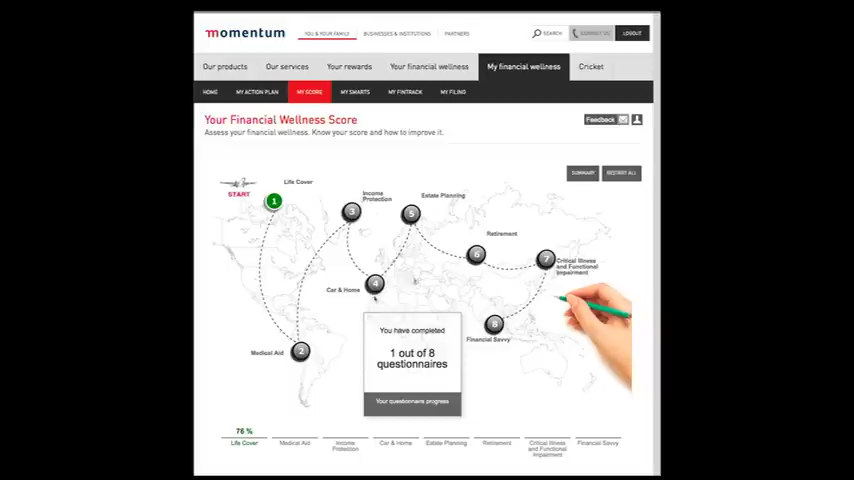 momentum
YOU & YOUR FAMILY
BUSINESSES & INSTITUTIONS
PARTNERS
SEARCH
CONTACT US
LOGOUT
Our products
Our services
Your rewards
Your financial wellness
My financial wellness
Cricket
HOME
MY ACTION PLAN
MY SCORE
MY SMARTS
MY FINTRACK
MY FILING
Your Financial Wellness Score
Feedback
Assess your financial wellness. Know your score and how to improve it.
SUMMARY
RESTART ALL
START
1
Life Cover
2
Medical Aid
3
Income
Protection
4
Car & Home
5
Estate Planning
6
Retirement
7
Critical Illness
and Functional
Impairment
8
Financial Savvy
You have completed
1 out of 8
questionnaires
Your questionnaire progress
76 %
Life Cover
Medical Aid
Income
Protection
Car & Home
Estate Planning
Retirement
Critical Illness
and Functional
Impairment
Financial Savvy